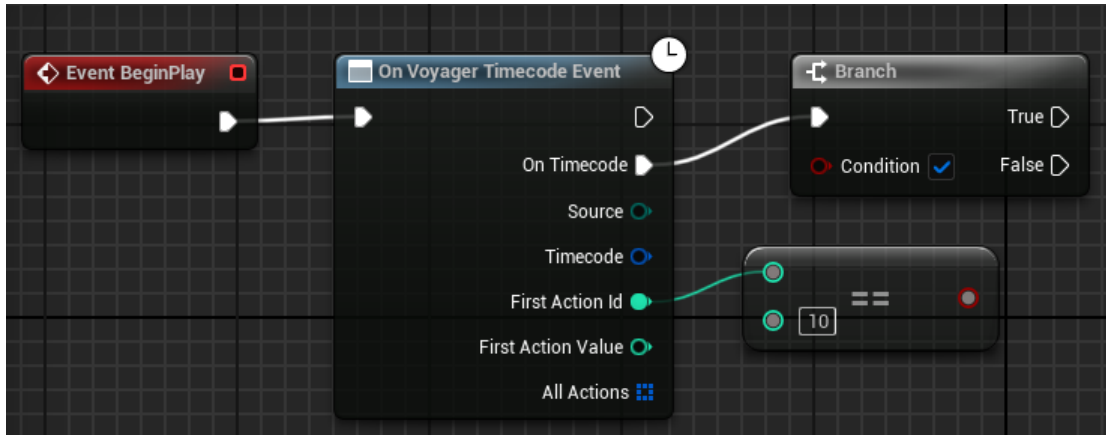 Event BeginPlay
On Voyager Timecode Event
On Timecode
Source
Timecode
First Action Id
First Action Value
All Actions
Branch
True
Condition
False
==
10